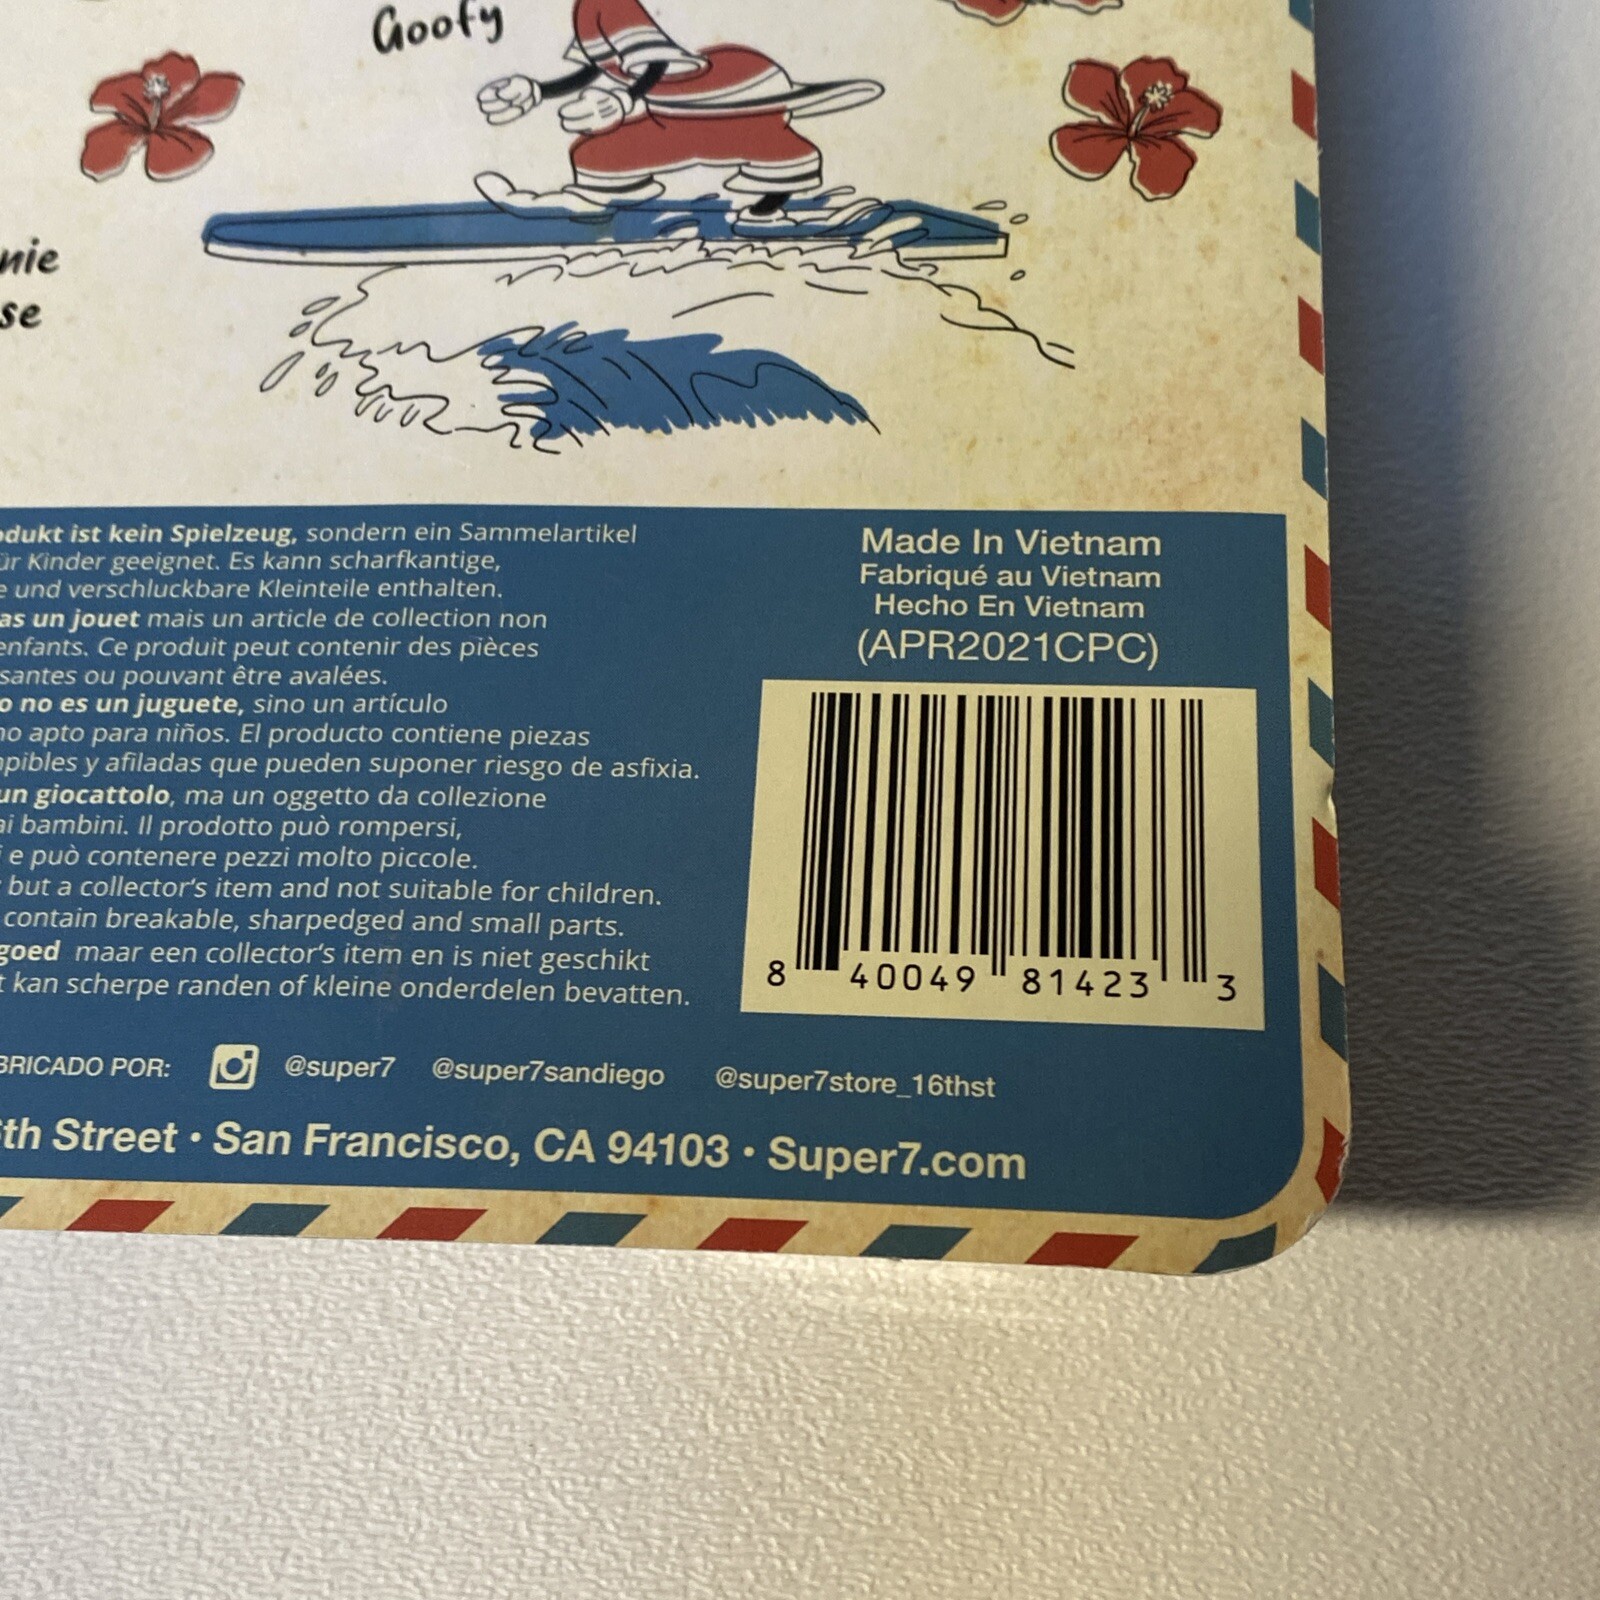 Goofy
nie
se
odukt ist kein Spielzeug, sondern ein Sammelartikel
ür Kinder geeignet. Es kann scharfkantige,
e und verschluckbare Kleinteile enthalten.
as un jouet mais un article de collection non
enfants. Ce produit peut contenir des pièces
santes ou pouvant être avalées.
o no es un juguete, sino un artículo
no apto para niños. El producto contiene piezas
pibles y afiladas que pueden suponer riesgo de asfixia.
un giocattolo, ma un oggetto da collezione
ai bambini. Il prodotto può rompersi,
i e può contenere pezzi molto piccole.
but a collector's item and not suitable for children.
contain breakable, sharpedged and small parts.
goed maar een collector's item en is niet geschikt
t kan scherpe randen of kleine onderdelen bevatten.
Made In Vietnam
Fabriqué au Vietnam
Hecho En Vietnam
(APR2021CPC)
8 40049 81423 3
BRICADO POR: @super7 @super7sandiego @super7store_16thst
6th Street • San Francisco, CA 94103 • Super7.com